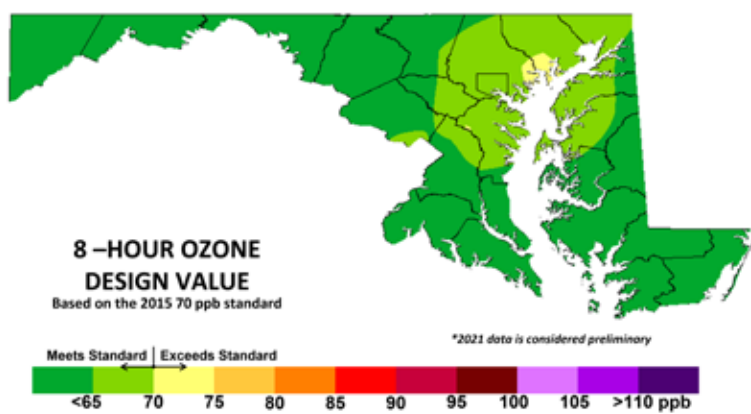 8 –HOUR OZONE
DESIGN VALUE
Based on the 2015 70 ppb standard
*2021 data is considered preliminary
Meets Standard Exceeds Standard
<65 70 75 80 85 90 95 100 105 >110 ppb